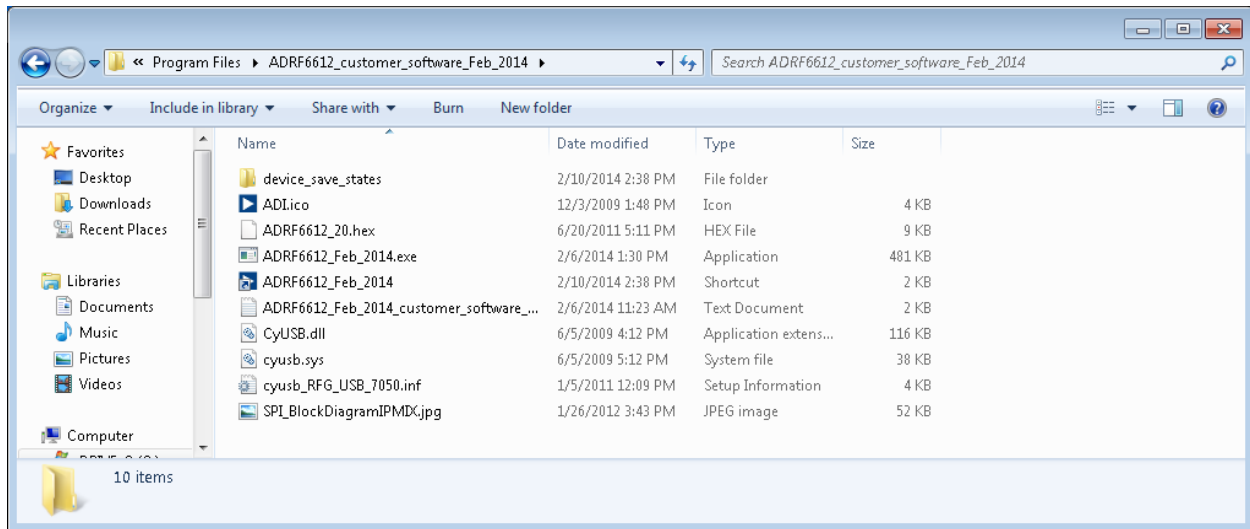 « Program Files ▸ ADRF6612_customer_software_Feb_2014 ▸ Search ADRF6612_customer_software_Feb_2014
Organize Include in library Share with Burn New folder
Favorites
Desktop
Downloads
Recent Places
Libraries
Documents
Music
Pictures
Videos
Computer
Name Date modified Type Size
device_save_states 2/10/2014 2:38 PM File folder
ADI.ico 12/3/2009 1:48 PM Icon 4 KB
ADRF6612_20.hex 6/20/2011 5:11 PM HEX File 9 KB
ADRF6612_Feb_2014.exe 2/6/2014 1:30 PM Application 481 KB
ADRF6612_Feb_2014 2/10/2014 2:38 PM Shortcut 2 KB
ADRF6612_Feb_2014_customer_software_... 2/6/2014 11:23 AM Text Document 2 KB
CyUSB.dll 6/5/2009 4:12 PM Application extens... 116 KB
cyusb.sys 6/5/2009 5:12 PM System file 38 KB
cyusb_RFG_USB_7050.inf 1/5/2011 12:09 PM Setup Information 4 KB
SPI_BlockDiagramIPMIX.jpg 1/26/2012 3:43 PM JPEG image 52 KB
10 items